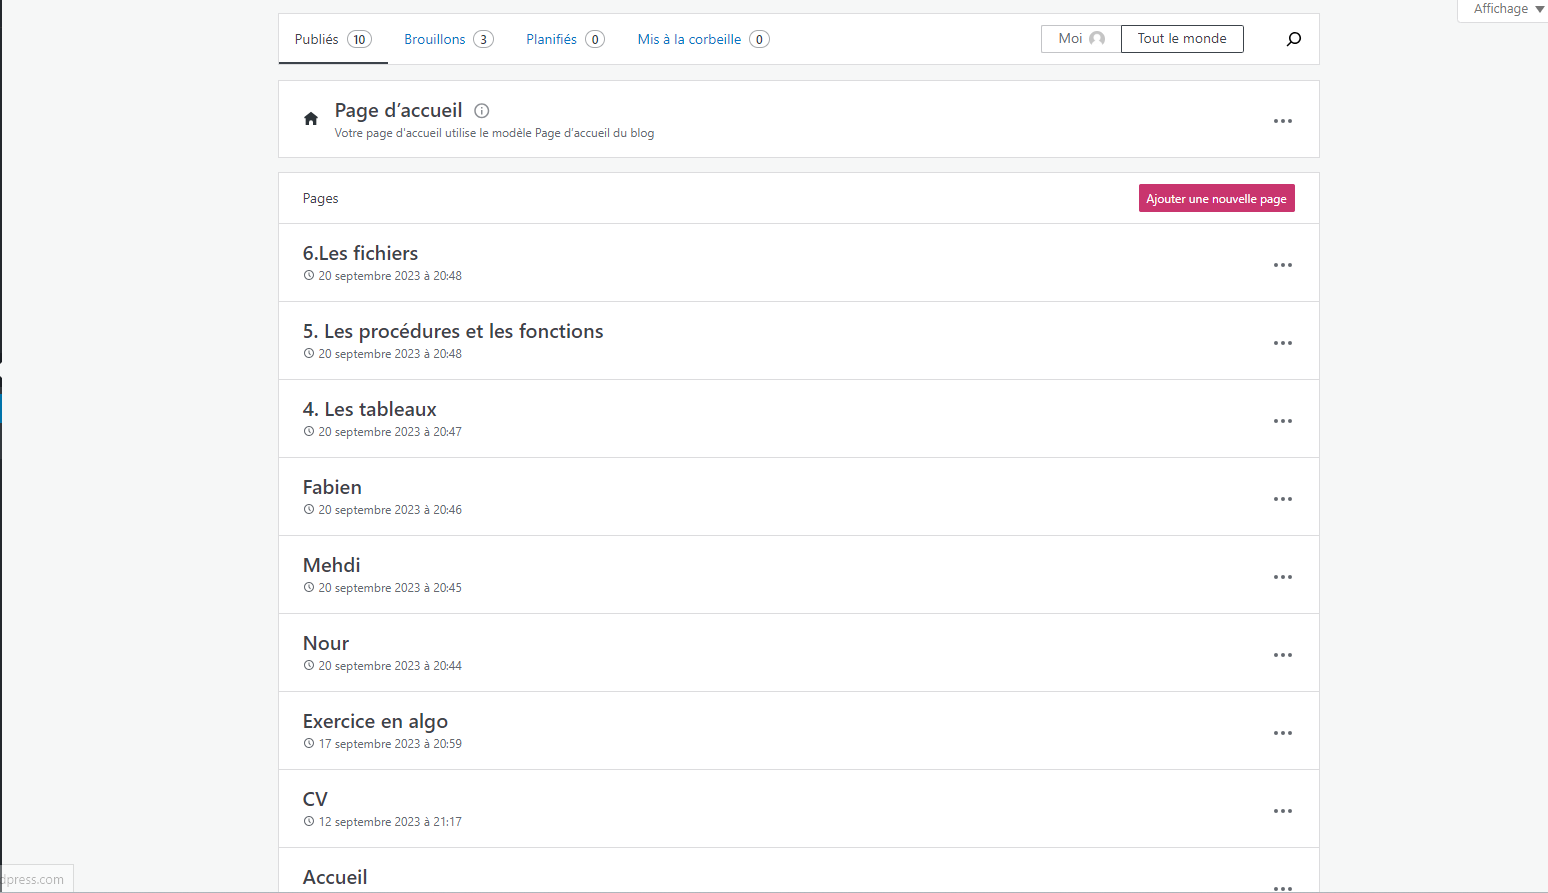 Affichage
Publiés 10 Brouillons 3 Planifiés 0 Mis à la corbeille 0 Moi Tout le monde
Page d’accueil
Votre page d'accueil utilise le modèle Page d’accueil du blog
Pages Ajouter une nouvelle page
6.Les fichiers
20 septembre 2023 à 20:48
5. Les procédures et les fonctions
20 septembre 2023 à 20:48
4. Les tableaux
20 septembre 2023 à 20:47
Fabien
20 septembre 2023 à 20:46
Mehdi
20 septembre 2023 à 20:45
Nour
20 septembre 2023 à 20:44
Exercice en algo
17 septembre 2023 à 20:59
CV
12 septembre 2023 à 21:17
Accueil
dpress.com